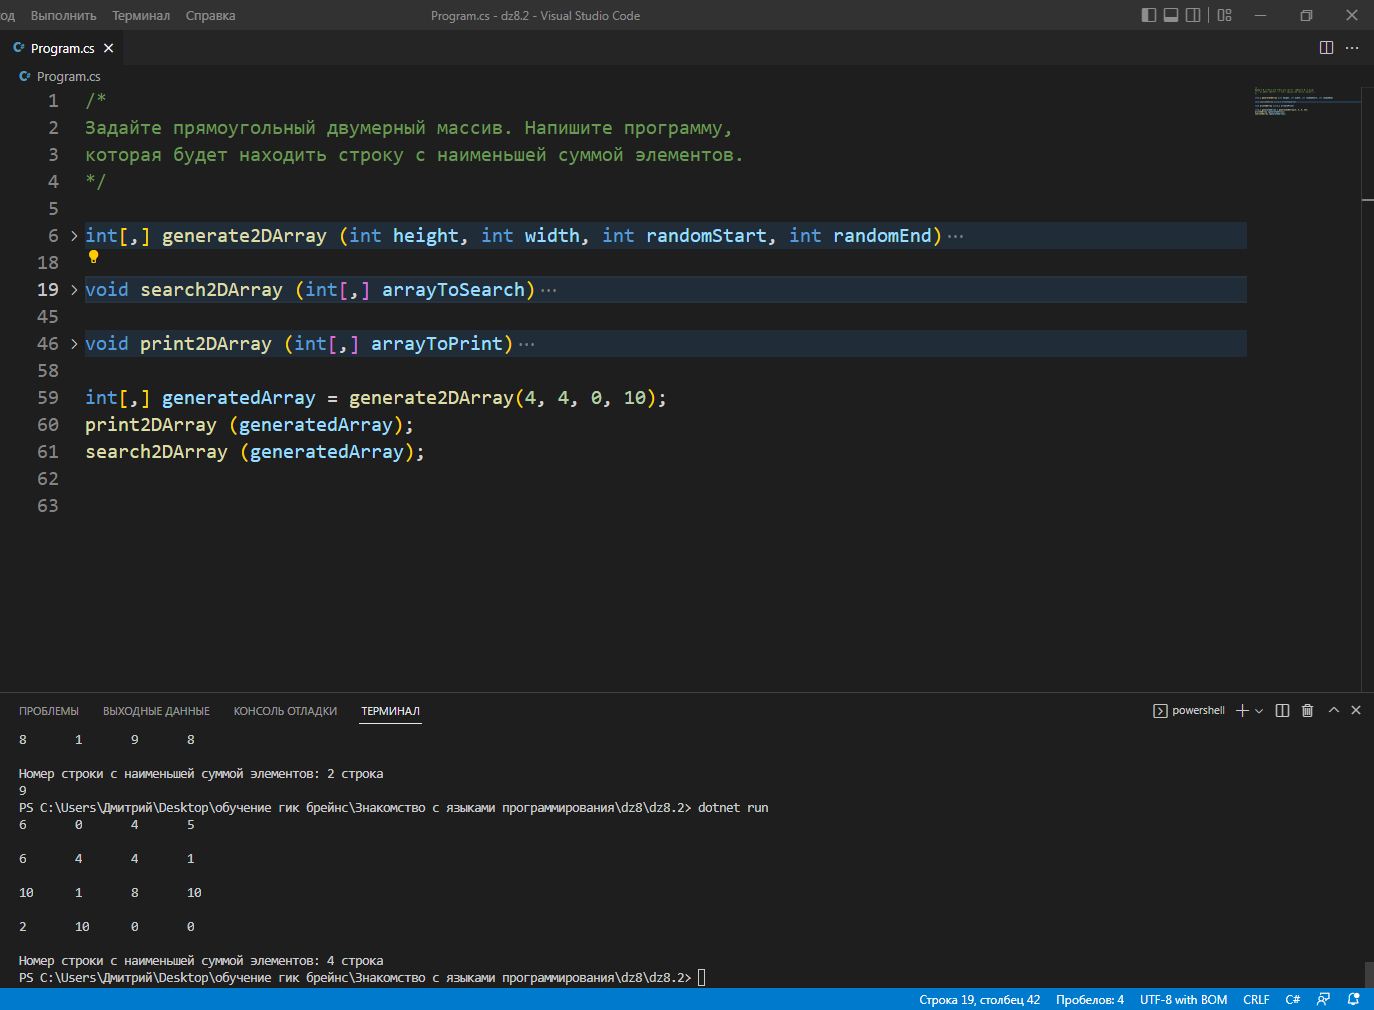 од Выполнить Терминал Справка Program.cs - dz8.2 - Visual Studio Code
C# Program.cs
C# Program.cs
1 /*
2 Задайте прямоугольный двумерный массив. Напишите программу,
3 которая будет находить строку с наименьшей суммой элементов.
4 */
5
6 int[,] generate2DArray (int height, int width, int randomStart, int randomEnd)···
18
19 void search2DArray (int[,] arrayToSearch)···
45
46 void print2DArray (int[,] arrayToPrint)···
58
59 int[,] generatedArray = generate2DArray(4, 4, 0, 10);
60 print2DArray (generatedArray);
61 search2DArray (generatedArray);
62
63
ПРОБЛЕМЫ ВЫХОДНЫЕ ДАННЫЕ КОНСОЛЬ ОТЛАДКИ ТЕРМИНАЛ powershell
8 1 9 8
Номер строки с наименьшей суммой элементов: 2 строка
9
PS C:\Users\Дмитрий\Desktop\обучение гик брейнс\Знакомство с языками программирования\dz8\dz8.2> dotnet run
6 0 4 5
6 4 4 1
10 1 8 10
2 10 0 0
Номер строки с наименьшей суммой элементов: 4 строка
PS C:\Users\Дмитрий\Desktop\обучение гик брейнс\Знакомство с языками программирования\dz8\dz8.2>
Строка 19, столбец 42 Пробелов: 4 UTF-8 with BOM CRLF C#